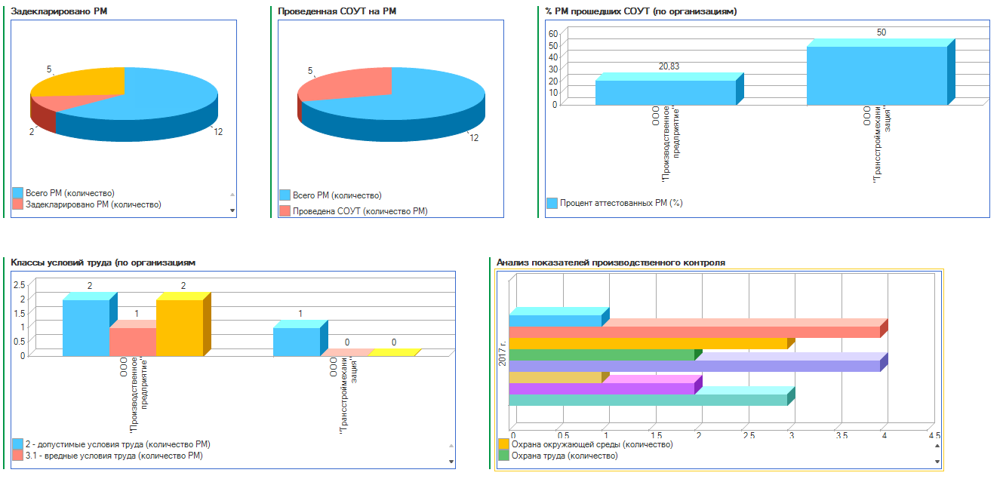 Задекларировано РМ
5
2
12
Всего РМ (количество)
Задекларировано РМ (количество)
Проведенная СОУТ на РМ
5
12
Всего РМ (количество)
Проведена СОУТ (количество РМ)
% РМ прошедших СОУТ (по организациям)
60
50
40
30
20
10
0
20,83
50
ООО
"Производственное
предприятие"
ООО
"Трансстроймехани
зация"
Процент аттестованных РМ (%)
Классы условий труда (по организациям
2.5
2
1.5
1
0.5
0
2
1
2
1
0
0
ООО
"Производственное
предприятие"
ООО
"Трансстроймехани
зация"
2 - допустимые условия труда (количество РМ)
3.1 - вредные условия труда (количество РМ)
Анализ показателей производственного контроля
2017 г.
0 0.5 1 1.5 2 2.5 3 3.5 4 4.5
Охрана окружающей среды (количество)
Охрана труда (количество)